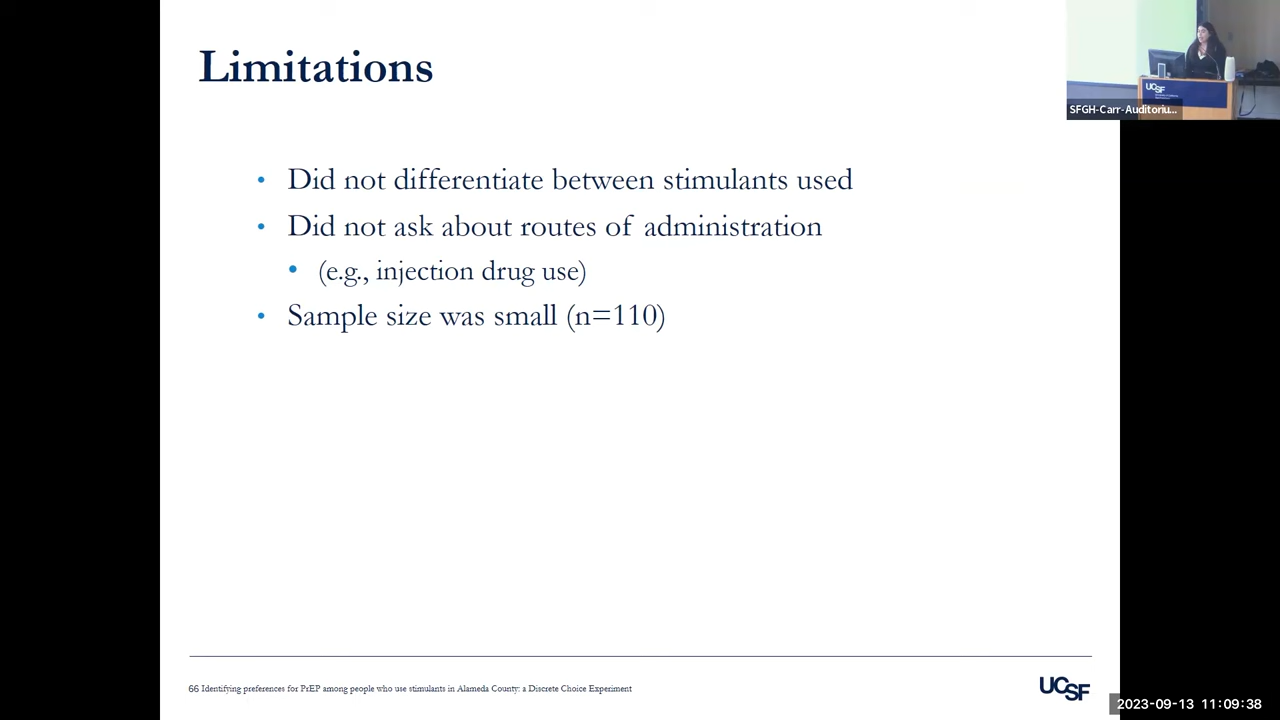 Limitations
UCSF
SFGH-Carr-Auditoriu...
• Did not differentiate between stimulants used
• Did not ask about routes of administration
• (e.g., injection drug use)
• Sample size was small (n=110)
66 Identifying preferences for PrEP among people who use stimulants in Alameda County: a Discrete Choice Experiment
UCSF
2023-09-13 11:09:38